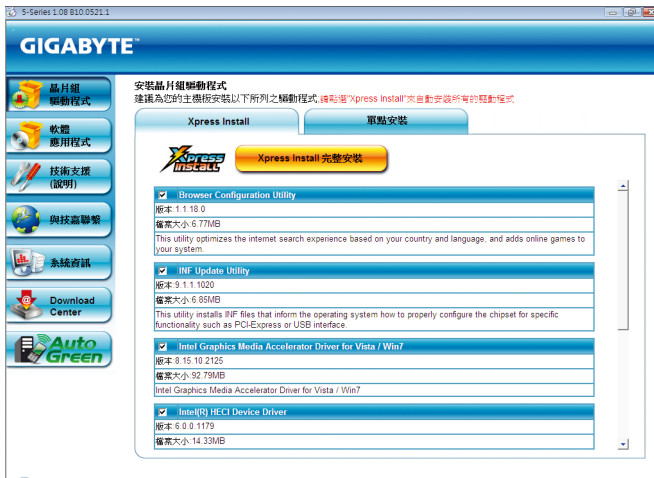 5-Series 1.08 B10.0521.1
GIGABYTE™
晶片組
驅動程式
軟體
應用程式
技術支援
(說明)
與技嘉聯繫
系統資訊
Download
Center
Auto
Green
安裝晶片組驅動程式
建議為您的主機板安裝以下所列之驅動程式;請點選"Xpress Install"來自動安裝所有的驅動程式
Xpress Install
單點安裝
Xpress
INSTALL
Xpress Install 完整安裝
Browser Configuration Utility
版本:1.1.18.0
檔案大小:6.77MB
This utility optimizes the internet search experience based on your country and language, and adds online games to
your system.
INF Update Utility
版本:9.1.1.1020
檔案大小:6.85MB
This utility installs INF files that inform the operating system how to properly configure the chipset for specific
functionality such as PCI-Express or USB interface.
Intel Graphics Media Accelerator Driver for Vista / Win7
版本:8.15.10.2125
檔案大小:92.79MB
Intel Graphics Media Accelerator Driver for Vista / Win7
Intel(R) HECI Device Driver
版本:6.0.0.1179
檔案大小:14.33MB